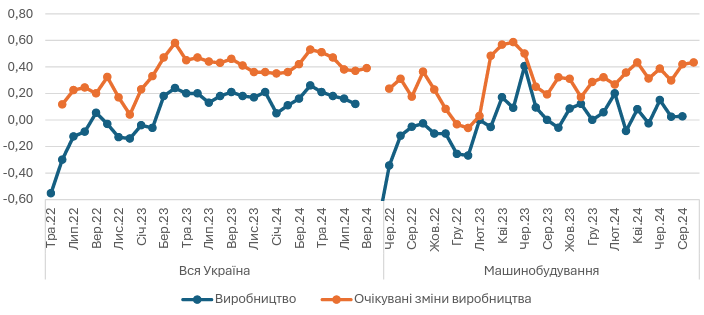 0,80
0,60
0,40
0,20
0,00
-0,20
-0,40
-0,60
Тра.22 Лип.22 Вер.22 Лис.22 Січ.23 Бер.23 Тра.23 Лип.23 Вер.23 Лис.23 Січ.24 Бер.24 Тра.24 Лип.24 Вер.24 Чер.22 Сер.22 Жов.22 Гру.22 Лют.23 Кві.23 Чер.23 Сер.23 Жов.23 Гру.23 Лют.24 Кві.24 Чер.24 Сер.24
Вся Україна Машинобудування
Виробництво Очікувані зміни виробництва